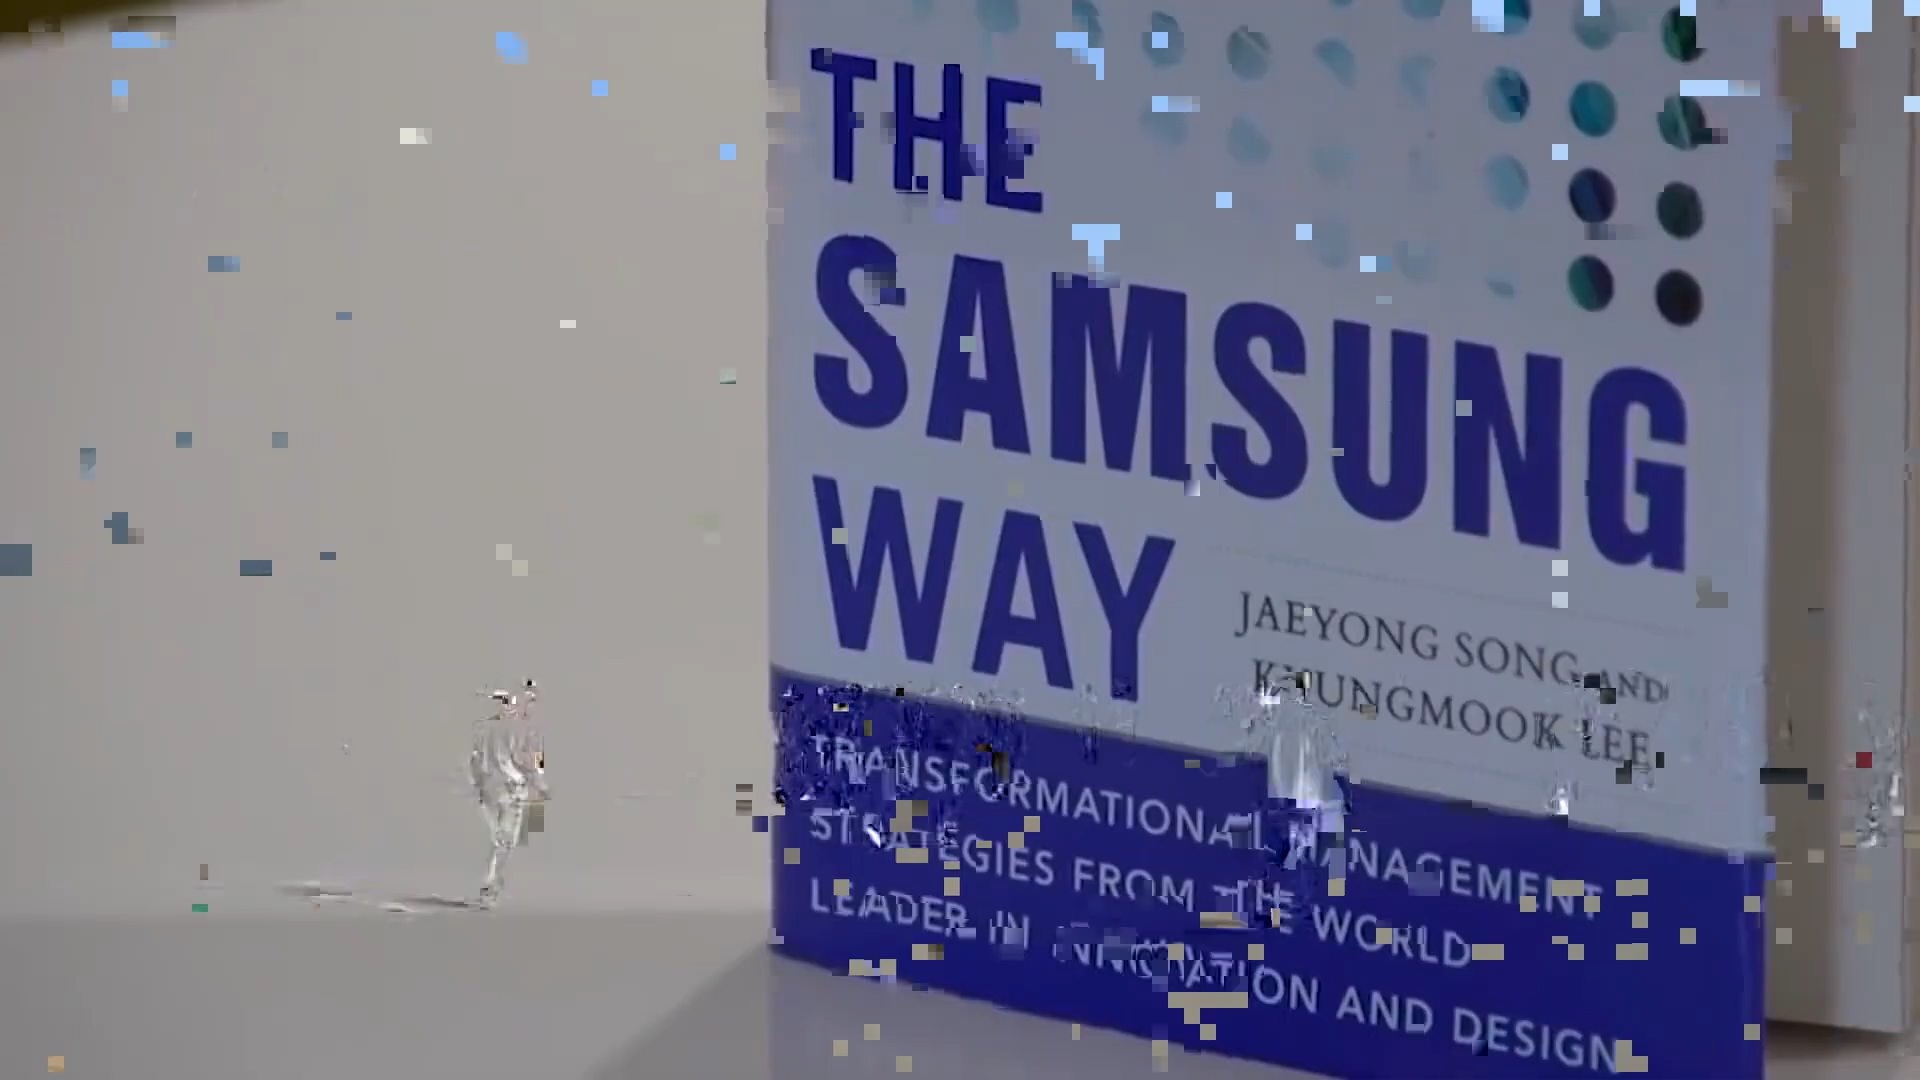 THE
SAMSUNG
WAY
JAEYONG SONG AND
KYUNGMOOK LEE
TRANSFORMATIONAL MANAGEMENT
STRATEGIES FROM THE WORLD
LEADER IN INNOVATION AND DESIGN